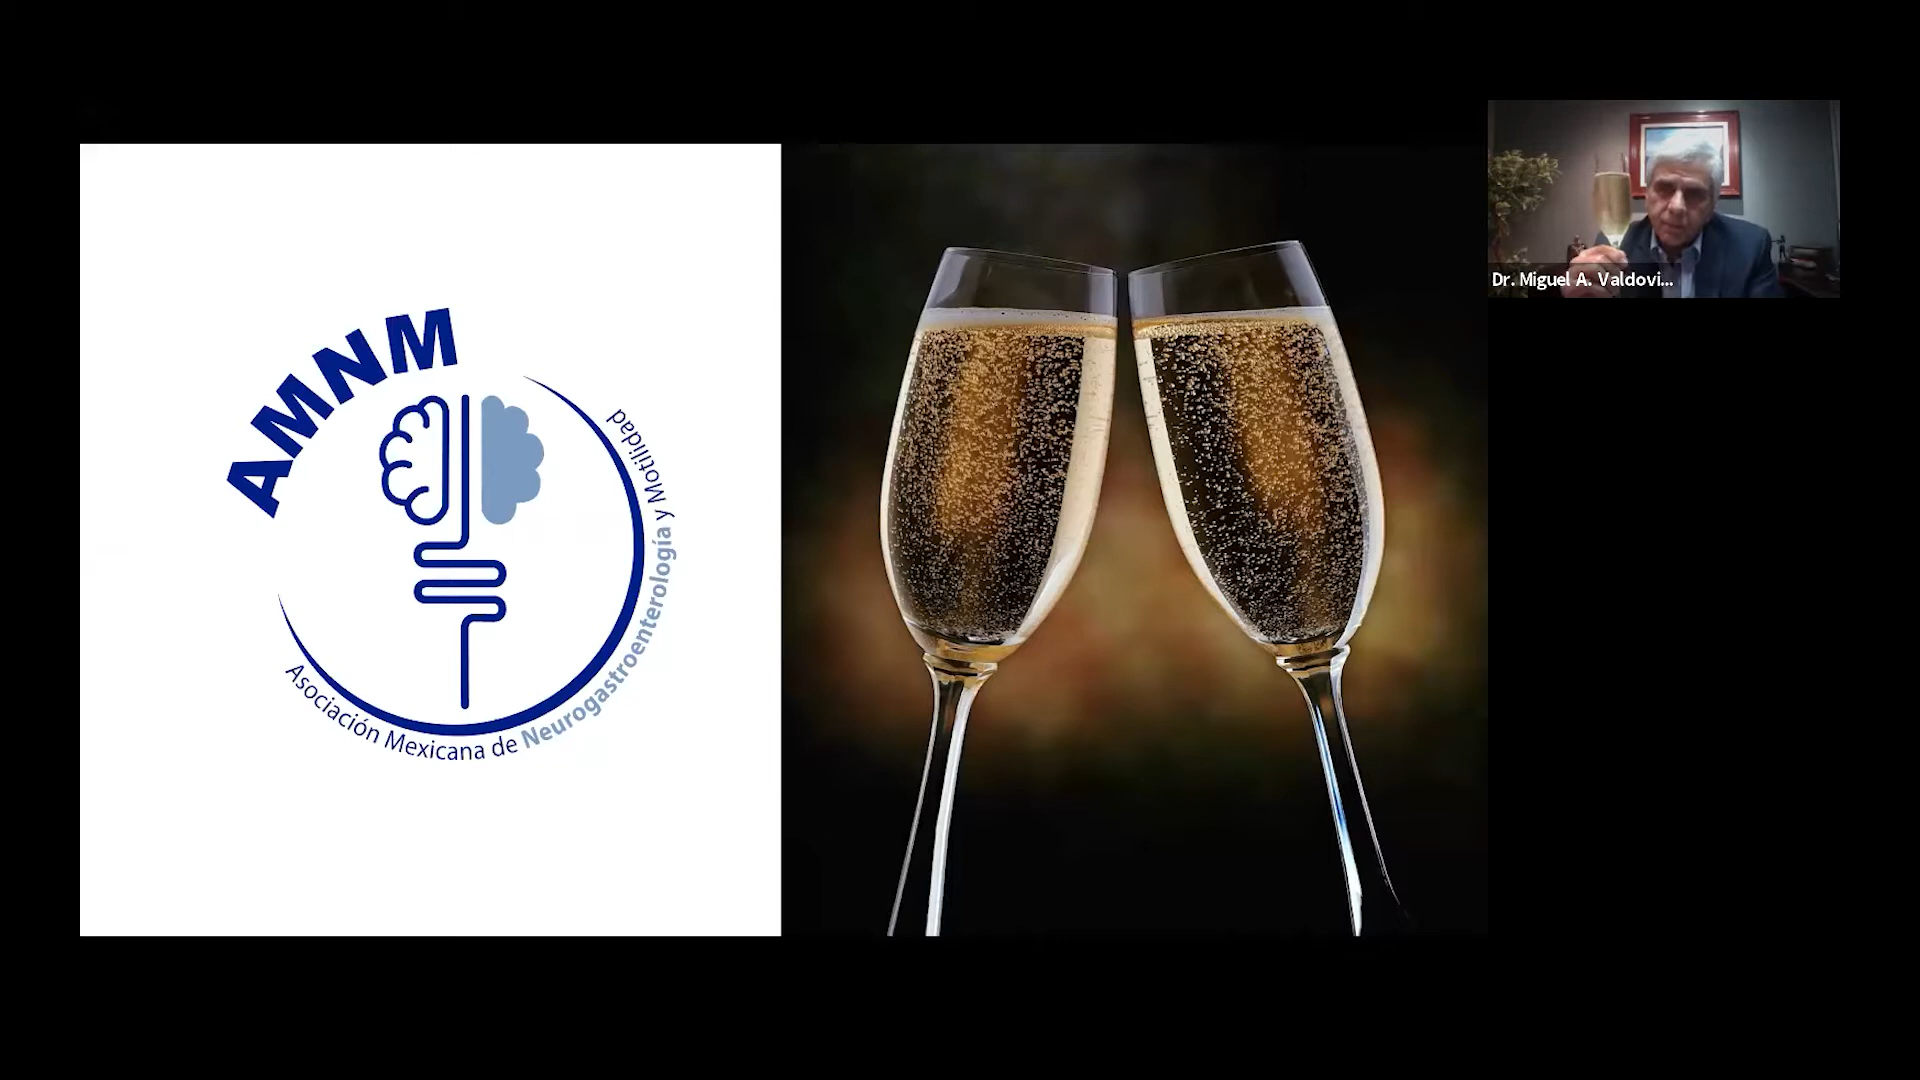 AMNM
Asociación Mexicana de Neurogastroenterología y Motilidad
Dr. Miguel A. Valdovi...